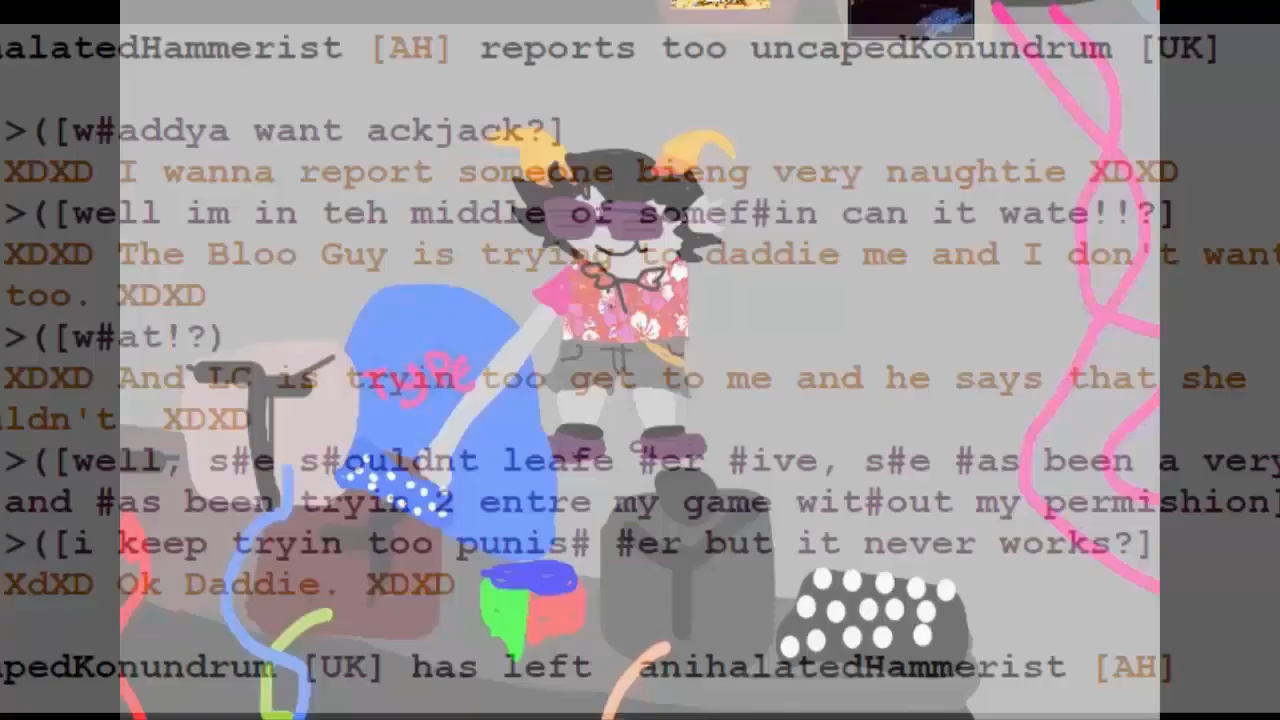 alatedHammerist [AH] reports too uncapedKonundrum [UK]
>([w#addya want ackjack?]
XDXD I wanna report someone bieng very naughtie XDXD
>([well im in teh middle of somef#in can it wate!!?]
XDXD The Bloo Guy is trying to daddie me and I don't want
too. XDXD
>([w#at!?)
XDXD And LC is tryin too get to me and he says that she
ldn't XDXD
TYPE
>([well, s#e s#ouldnt leafe #er #ive, s#e #as been a very
and #as been tryin 2 entre my game wit#out my permishion]
>([i keep tryin too punis# #er but it never works?]
XdXD Ok Daddie. XDXD
apedKonundrum [UK] has left anihalatedHammerist [AH]